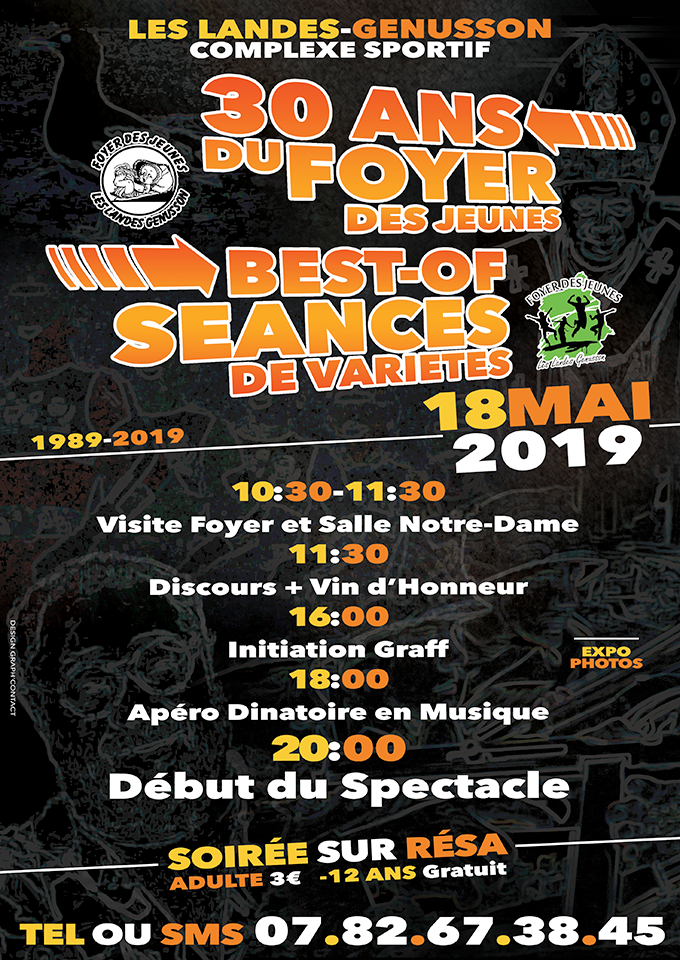 LES LANDES-GENUSSON
COMPLEXE SPORTIF
30 ANS
DU FOYER
DES JEUNES
FOYER DES JEUNES
LES LANDES GENUSSON
BEST-OF
SEANCES
DE VARIETES
FOYER DES JEUNES
Les Landes Genusson
18 MAI
2019
1989-2019
10:30-11:30
Visite Foyer et Salle Notre-Dame
11:30
Discours + Vin d'Honneur
16:00
Initiation Graff
EXPO
PHOTOS
18:00
Apéro Dinatoire en Musique
20:00
Début du Spectacle
DESIGN GRAPH'CONTACT
SOIRÉE SUR RÉSA
ADULTE 3€ -12 ANS Gratuit
TEL OU SMS 07.82.67.38.45